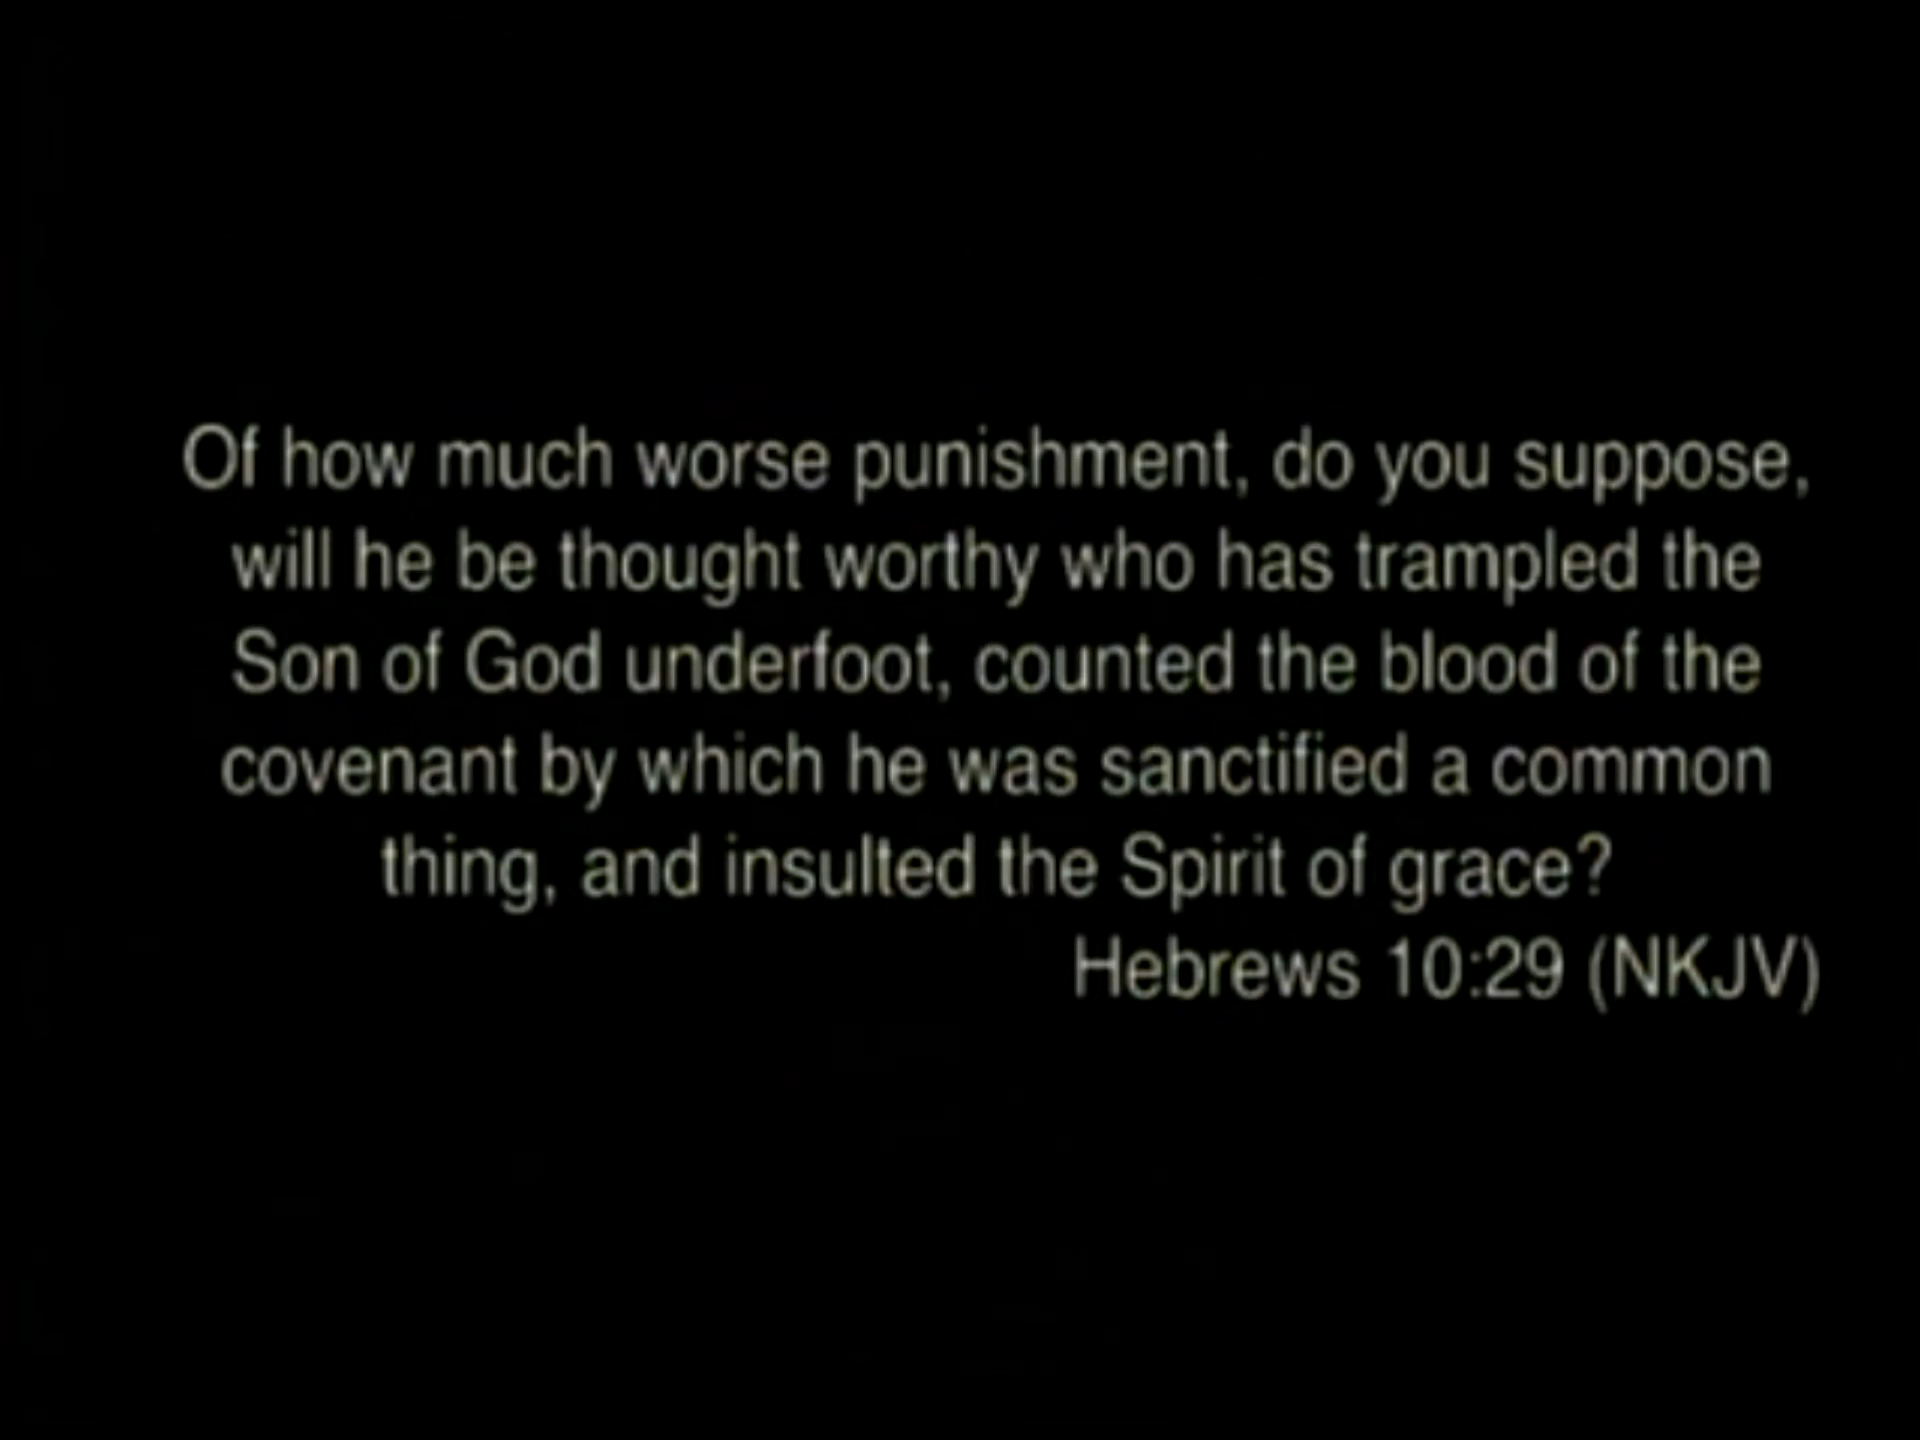 Of how much worse punishment, do you suppose,
will he be thought worthy who has trampled the
Son of God underfoot, counted the blood of the
covenant by which he was sanctified a common
thing, and insulted the Spirit of grace?
Hebrews 10:29 (NKJV)